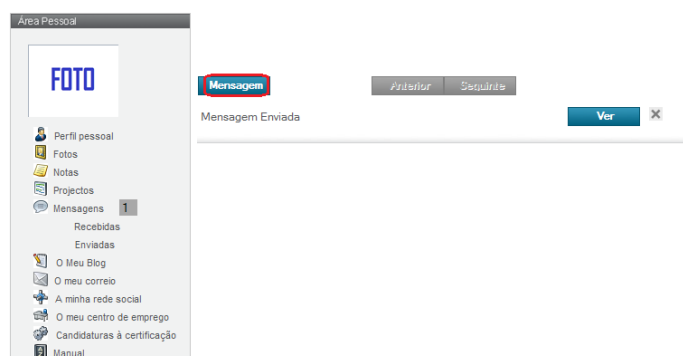 Área Pessoal
FOTO
Perfil pessoal
Fotos
Notas
Projectos
Mensagens 1
Recebidas
Enviadas
O Meu Blog
O meu correio
A minha rede social
O meu centro de emprego
Candidaturas à certificação
Manual
Mensagem Anterior Seguinte
Mensagem Enviada Ver